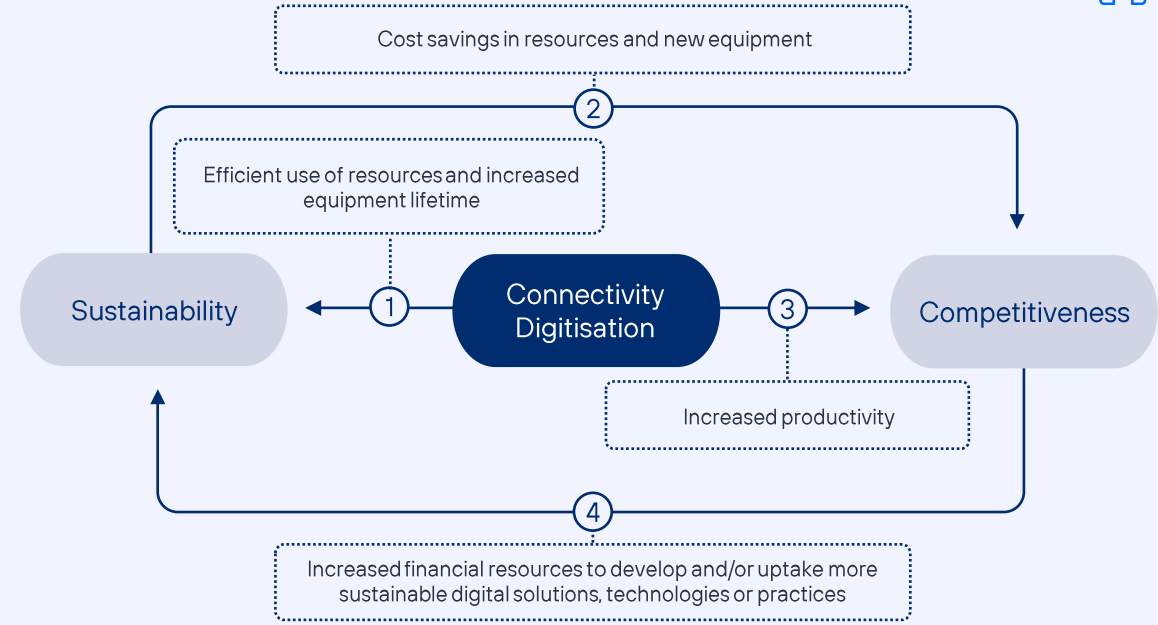 Cost savings in resources and new equipment
2
Efficient use of resources and increased
equipment lifetime
Sustainability
1
Connectivity
Digitisation
3
Competitiveness
Increased productivity
4
Increased financial resources to develop and/or uptake more
sustainable digital solutions, technologies or practices